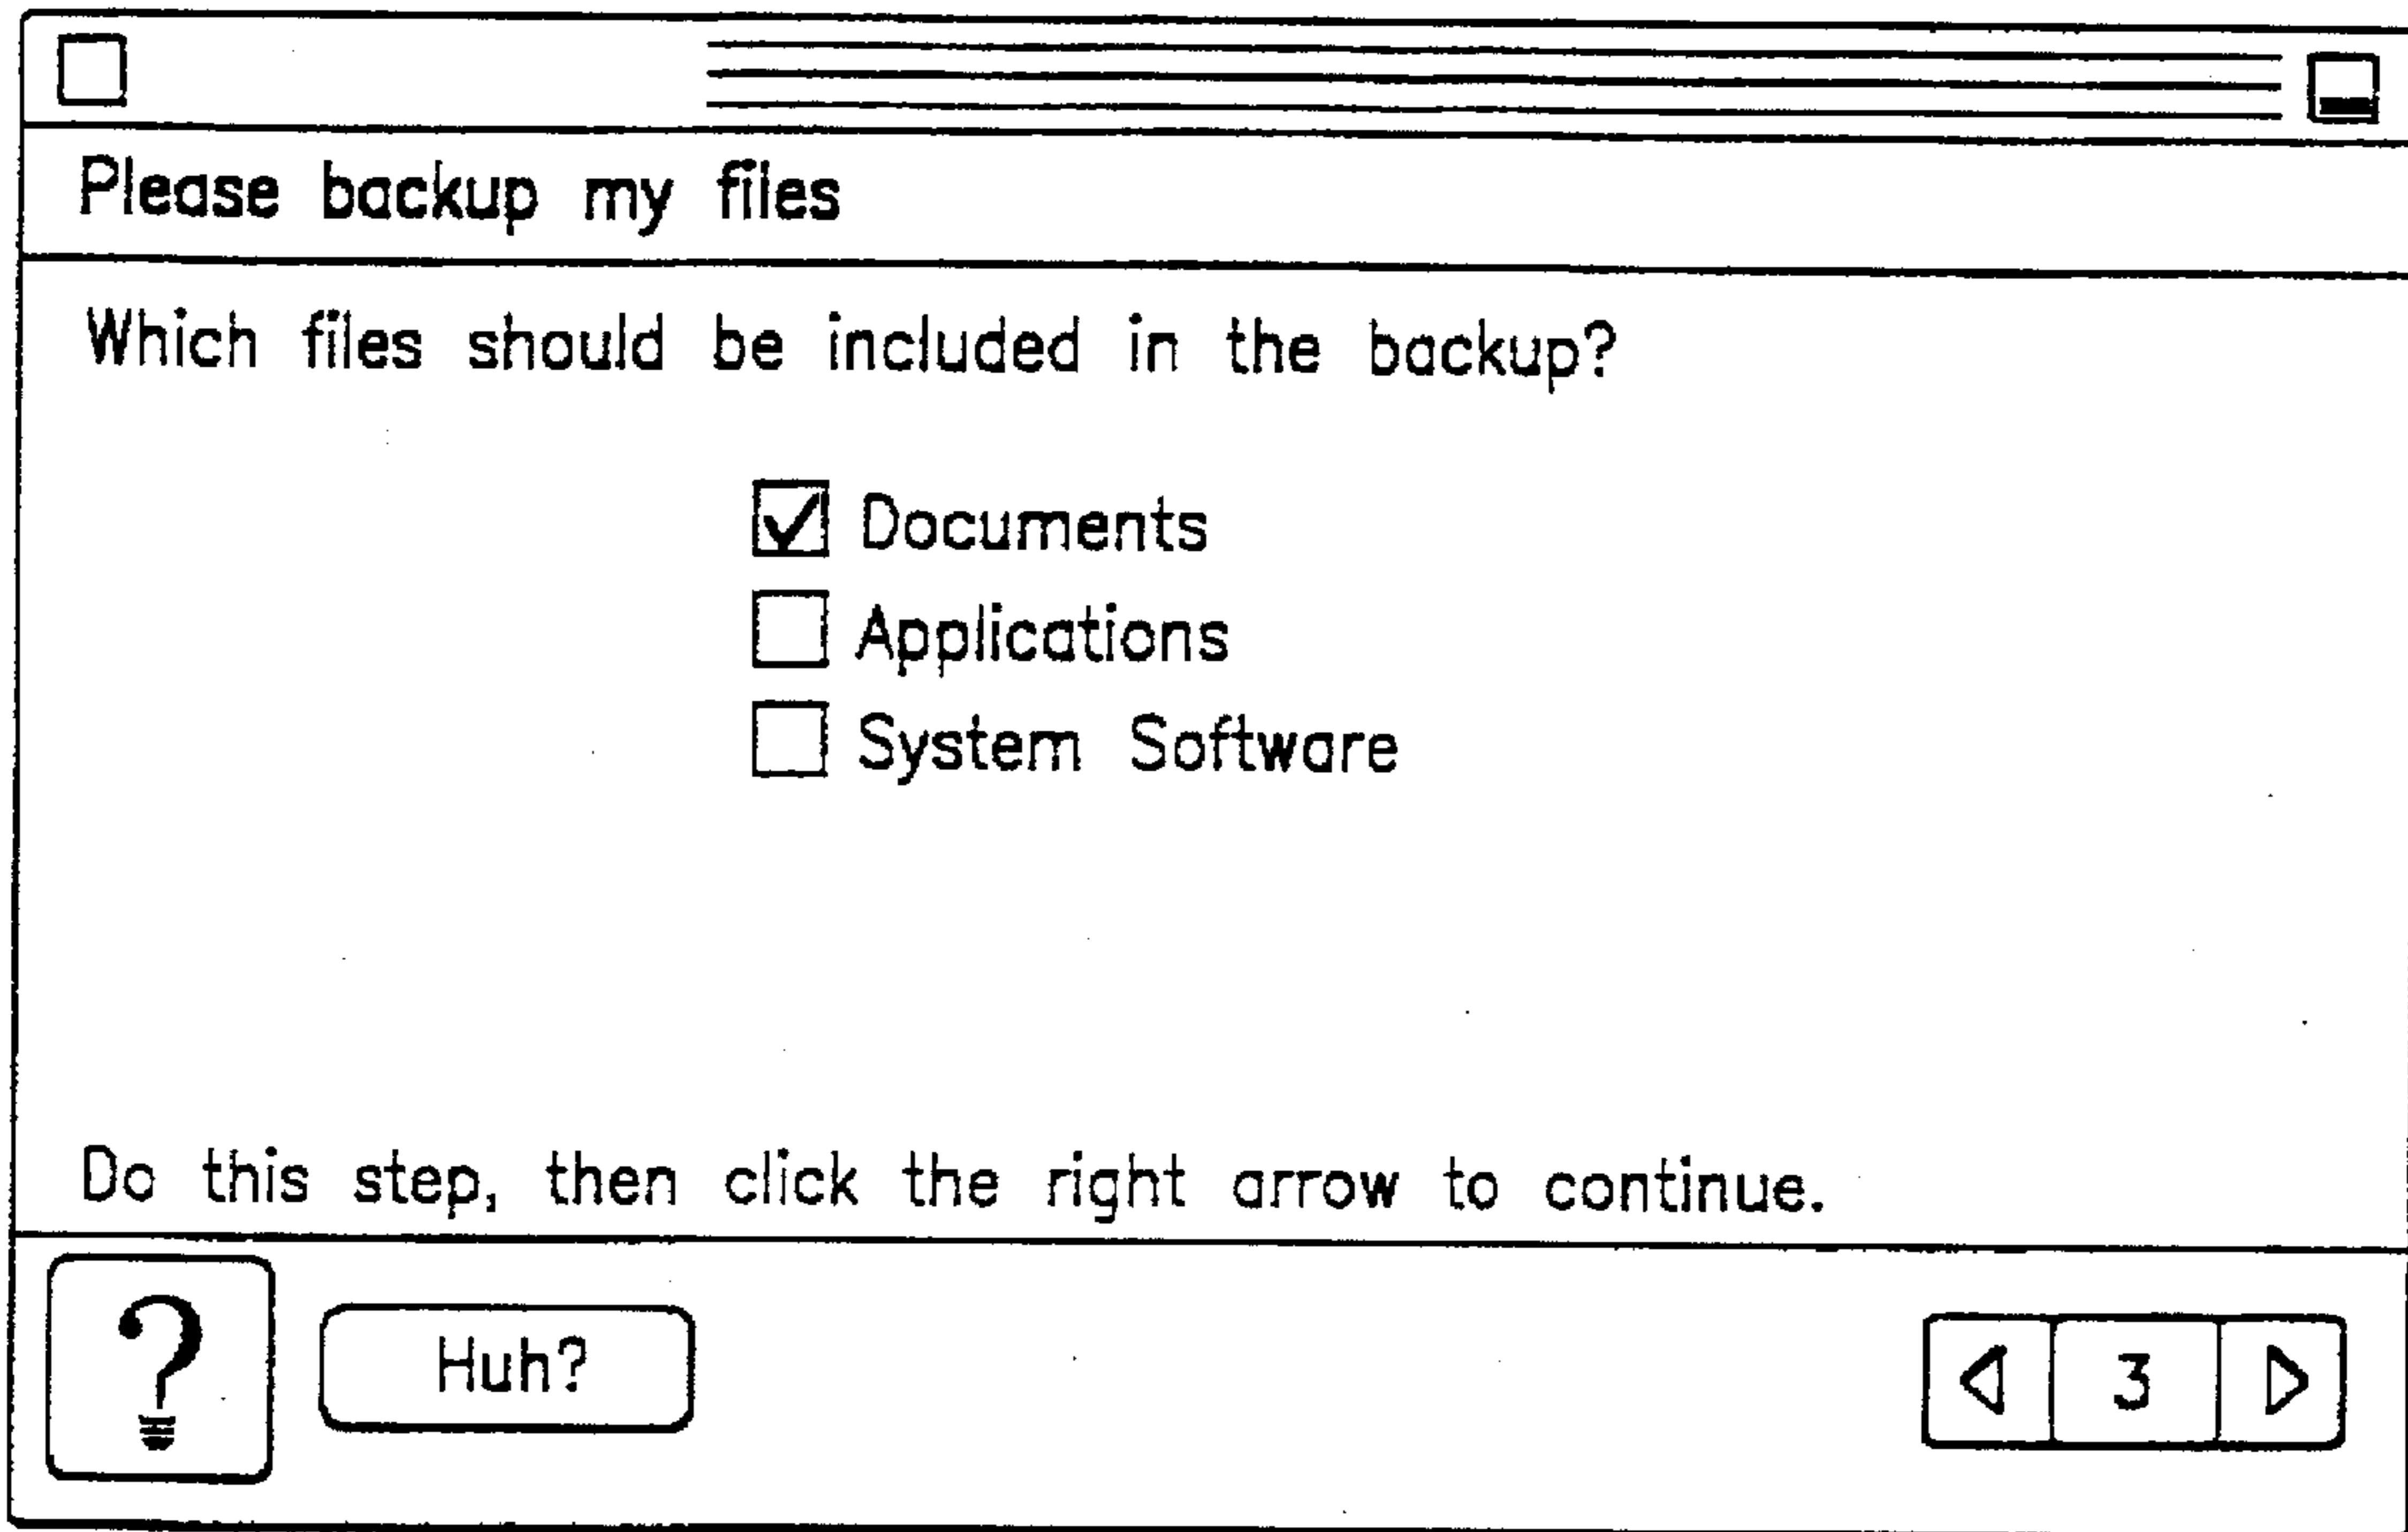 Please backup my files
Which files should be included in the backup?
Documents
Applications
System Software
Do this step, then click the right arrow to continue.
?
Huh?
3